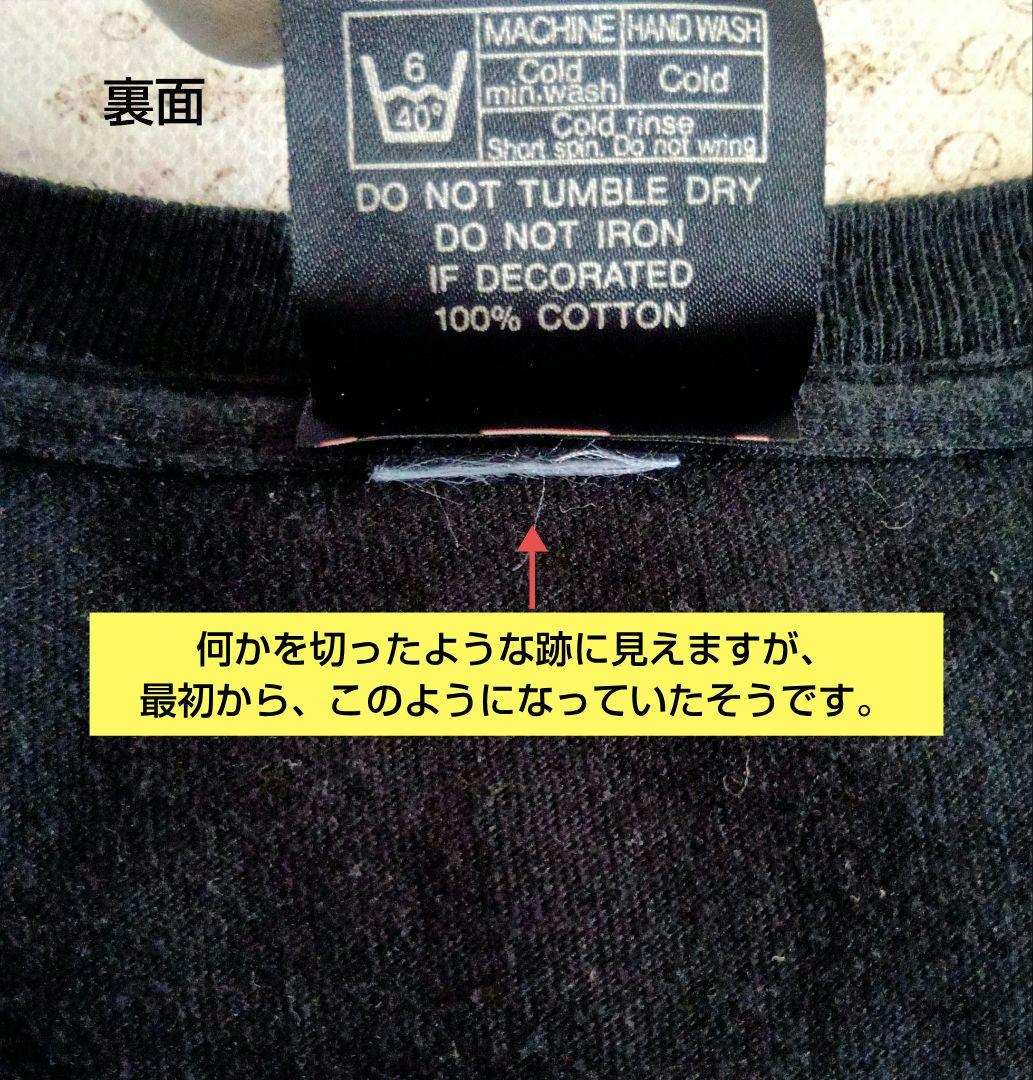 裏面
MACHINE HAND WASH
6
40°
Cold
min.wash
Cold
Cold rinse
Short spin. Do not wring
DO NOT TUMBLE DRY
DO NOT IRON
IF DECORATED
100% COTTON
何かを切ったような跡に見えますが、
最初から、このようになっていたそうです。